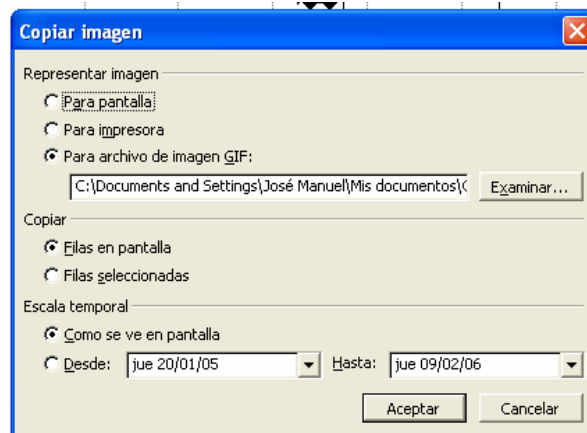 Copiar imagen
Representar imagen
Para pantalla
Para impresora
Para archivo de imagen GIF:
C:\Documents and Settings\José Manuel\Mis documentos\ Examinar...
Copiar
Filas en pantalla
Filas seleccionadas
Escala temporal
Como se ve en pantalla
Desde: jue 20/01/05 Hasta: jue 09/02/06
Aceptar Cancelar